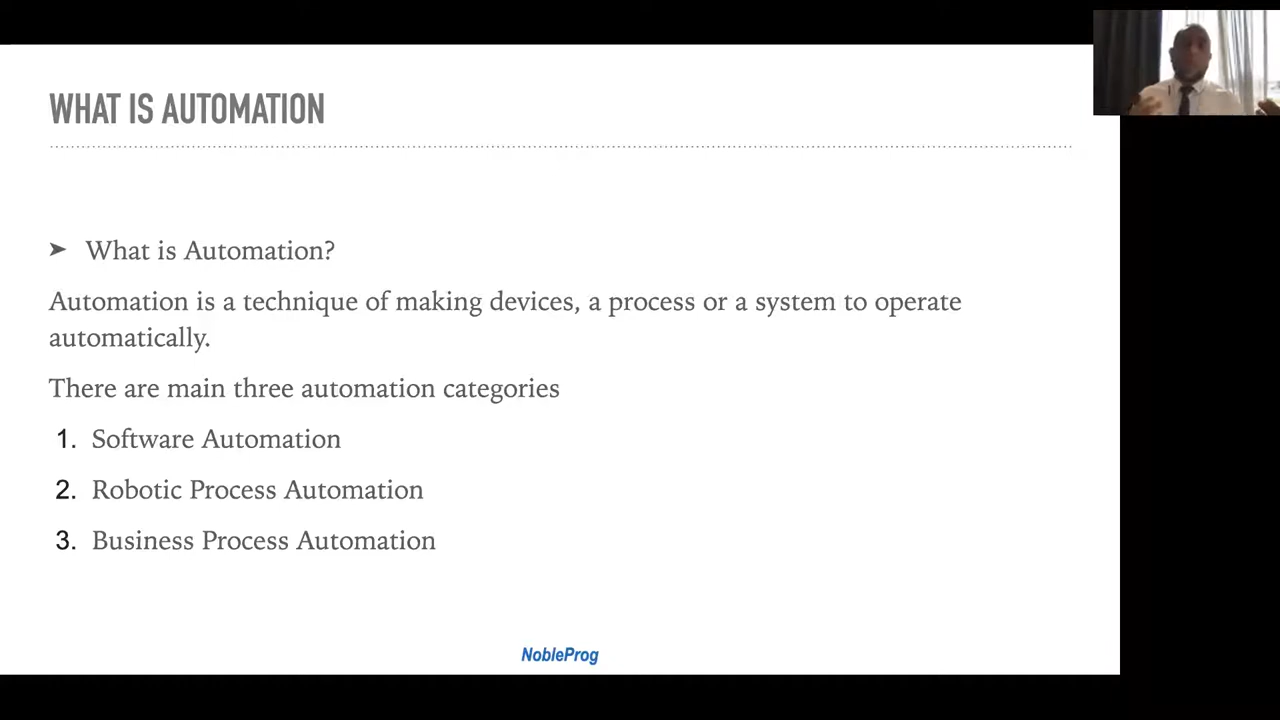 WHAT IS AUTOMATION
➤ What is Automation?
Automation is a technique of making devices, a process or a system to operate
automatically.
There are main three automation categories
1. Software Automation
2. Robotic Process Automation
3. Business Process Automation
NobleProg